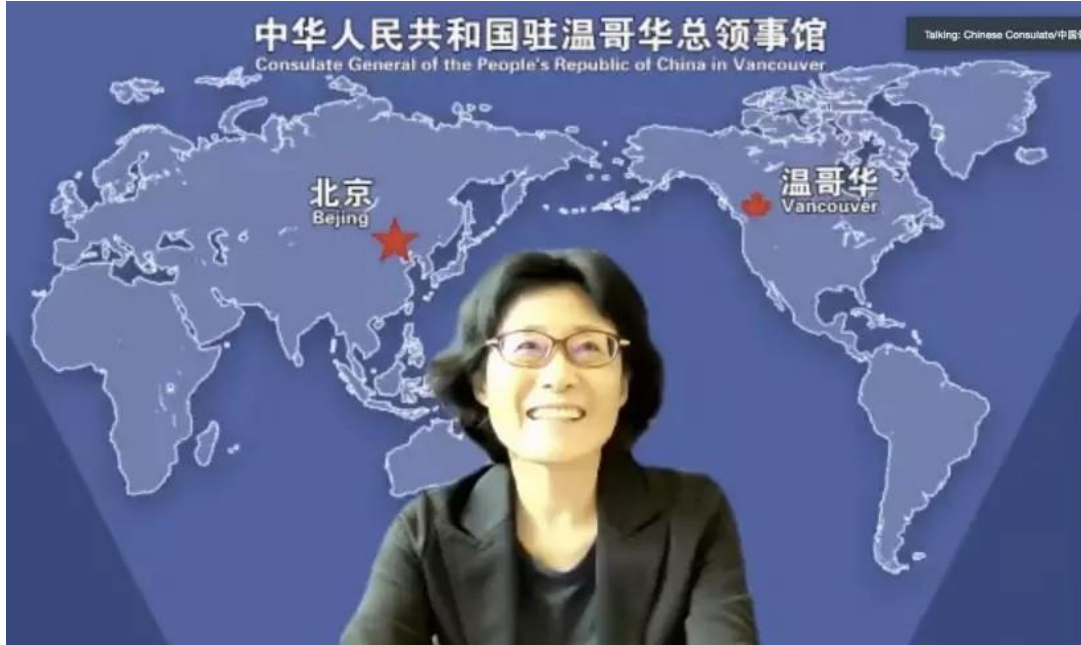 中华人民共和国驻温哥华总领事馆
Consulate General of the People's Republic of China in Vancouver
Talking: Chinese Consulate/中国
北京
Bejing
温哥华
Vancouver